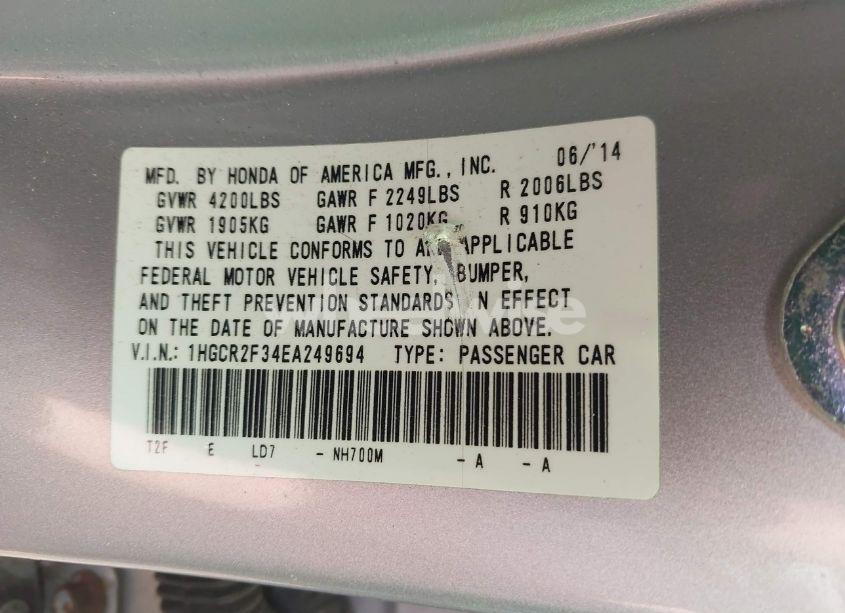 MFD. BY HONDA OF AMERICA MFG., INC. 06/'14
GVWR 4200LBS GAWR F 2249LBS R 2006LBS
GVWR 1905KG GAWR F 1020KG R 910KG
THIS VEHICLE CONFORMS TO APPLICABLE
FEDERAL MOTOR VEHICLE SAFETY, BUMPER,
AND THEFT PREVENTION STANDARDS N EFFECT
ON THE DATE OF MANUFACTURE SHOWN ABOVE.
V.I.N.: 1HGCR2F34EA249694 TYPE: PASSENGER CAR
T2F E LD7 - NH700M - A - A